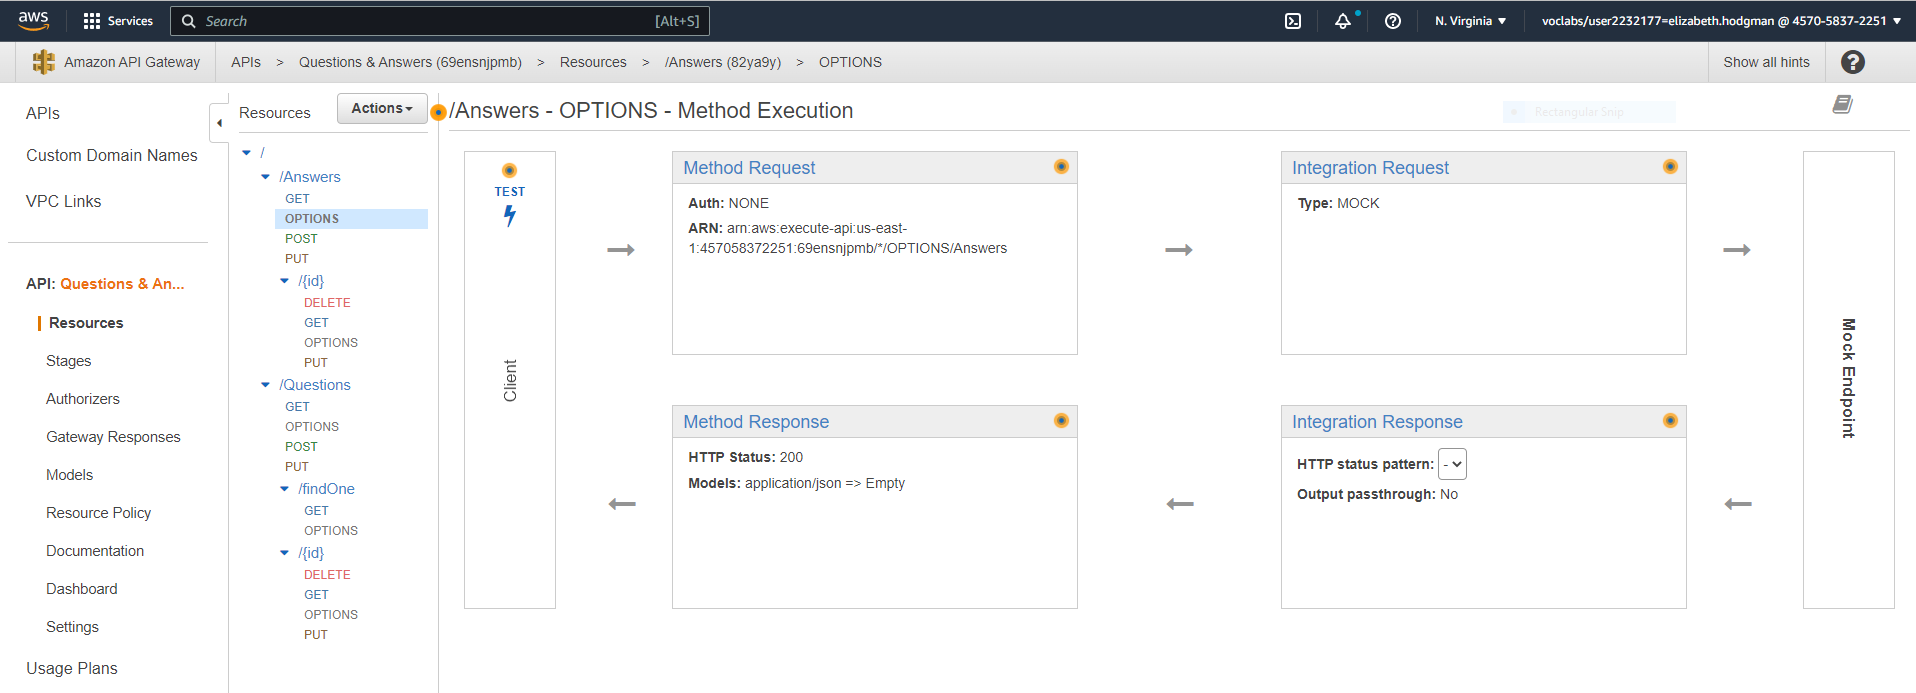 aws
Services
Search
[Alt+S]
N. Virginia
voclabs/user2232177=elizabeth.hodgman @ 4570-5837-2251
Amazon API Gateway
APIs > Questions & Answers (69ensnjpmb) > Resources > /Answers (82ya9y) > OPTIONS
Show all hints
APIs
Custom Domain Names
VPC Links
API: Questions & An...
Resources
Stages
Authorizers
Gateway Responses
Models
Resource Policy
Documentation
Dashboard
Settings
Usage Plans
Resources
Actions
/
/Answers
GET
OPTIONS
POST
PUT
/{id}
DELETE
GET
OPTIONS
PUT
/Questions
GET
OPTIONS
POST
PUT
/findOne
GET
OPTIONS
/{id}
DELETE
GET
OPTIONS
PUT
/Answers - OPTIONS - Method Execution
Rectangular Snip
TEST
Client
Method Request
Auth: NONE
ARN: arn:aws:execute-api:us-east-
1:457058372251:69ensnjpmb/*/OPTIONS/Answers
Integration Request
Type: MOCK
Method Response
HTTP Status: 200
Models: application/json => Empty
Integration Response
HTTP status pattern: -
Output passthrough: No
Mock Endpoint